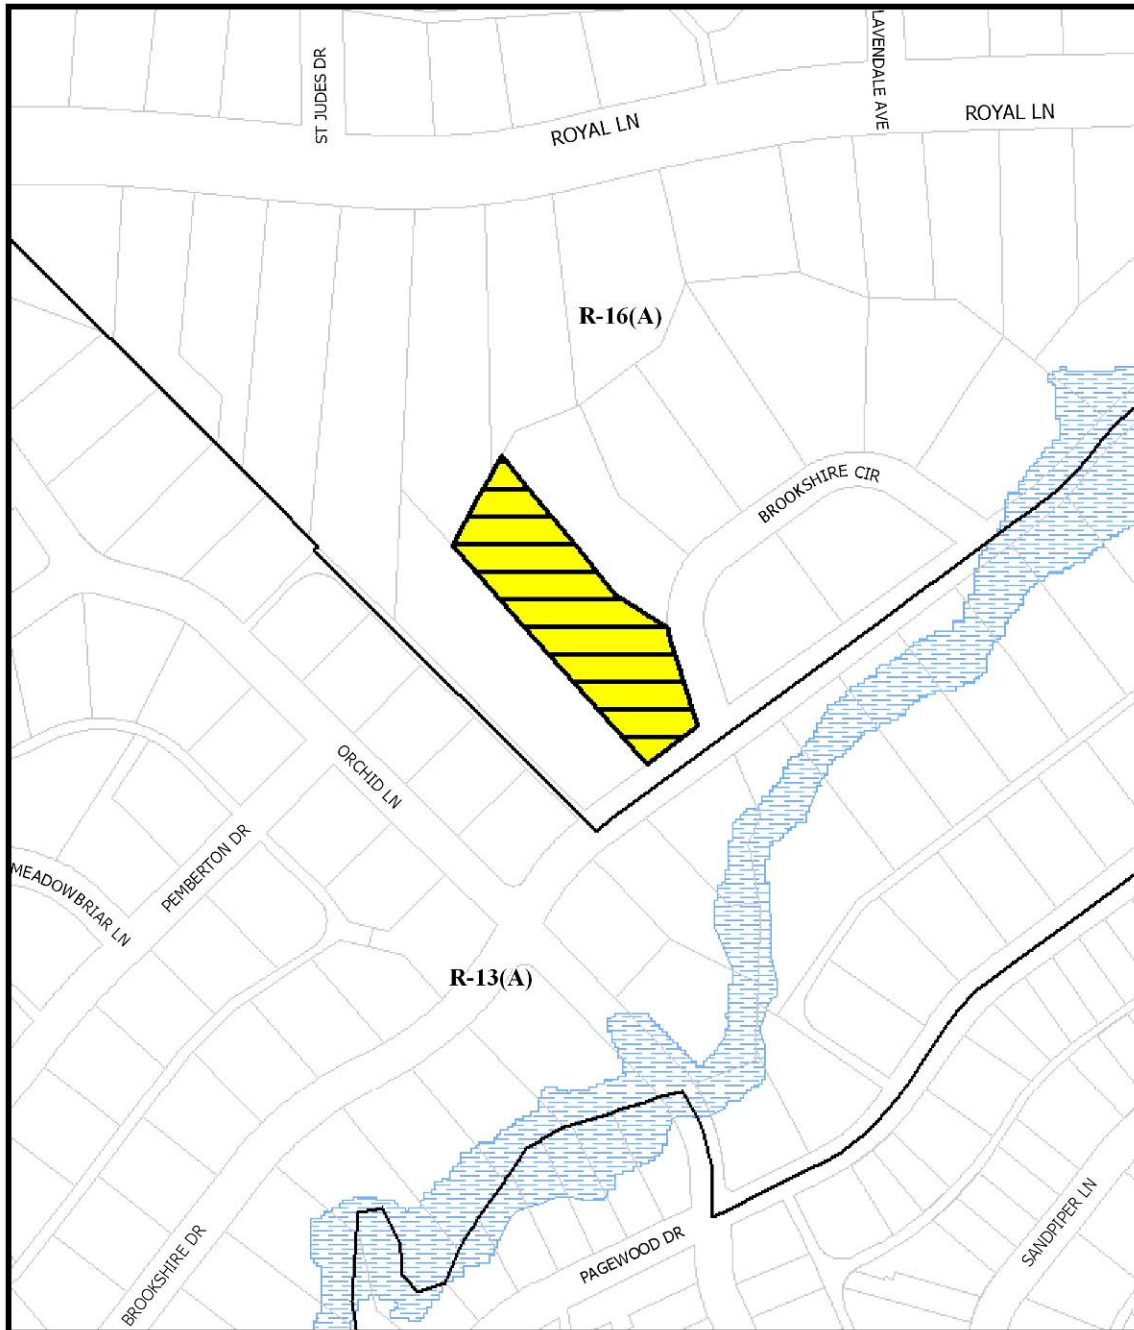 ST JUDES DR
LAVENDALE AVE
ROYAL LN
ROYAL LN
R-16(A)
BROOKSHIRE CIR
ORCHID LN
PEMBERTON DR
MEADOWBRIAR LN
R-13(A)
BROOKSHIRE DR
PAGEWOOD DR
SANDPIPER LN